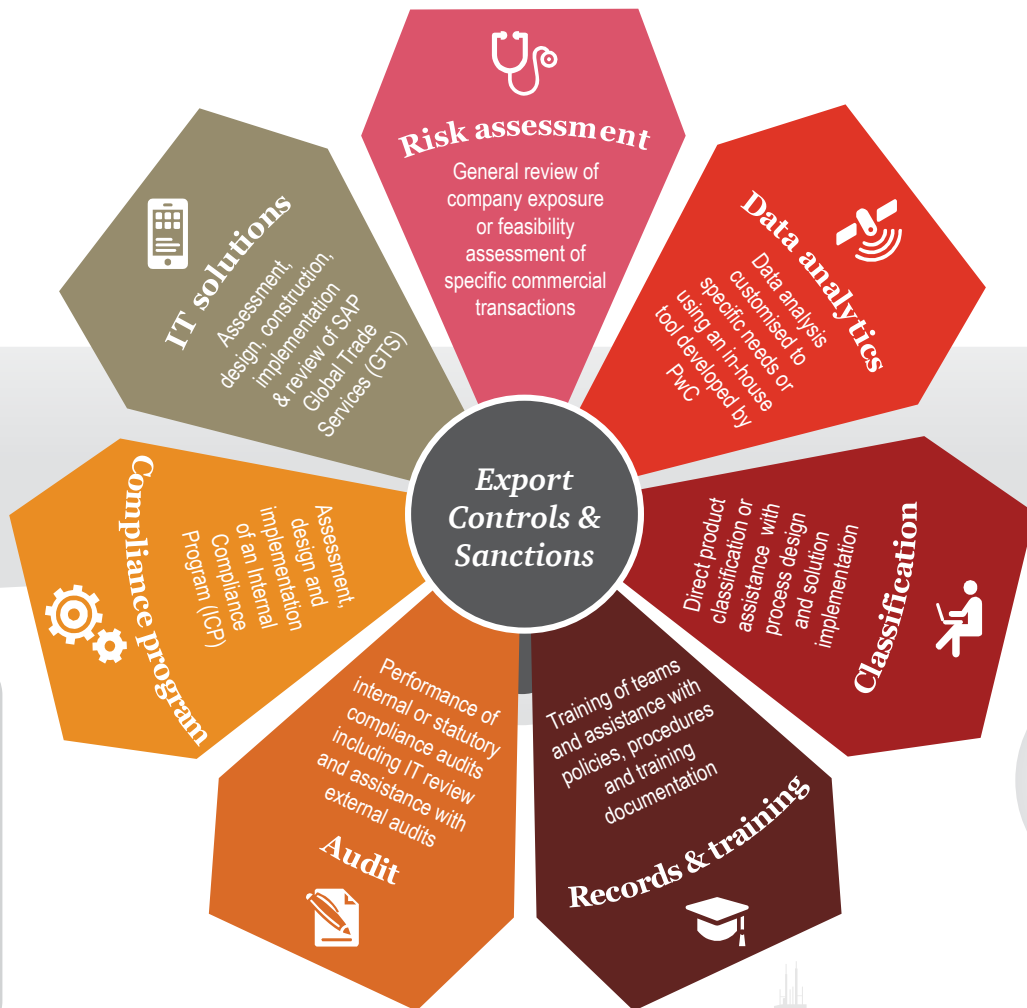 Risk assessment
General review of
company exposure
or feasibility
assessment of
specific commercial
transactions
Data analytics
Data analysis
customised to
specific needs or
using an in-house
tool developed by
PwC
Classification
Direct product
classification or
assistance with
process design
and solution
implementation
Training of teams
and assistance with
policies, procedures
and training
documentation
Records & training
Performance of
internal or statutory
compliance audits
including IT review
and assistance with
external audits
Audit
Compliance program
Assessment,
design and
implementation
of an Internal
Compliance
Program (ICP)
IT solutions
Assessment,
design, construction,
implementation
& review of SAP
Global Trade
Services (GTS)
Export
Controls &
Sanctions